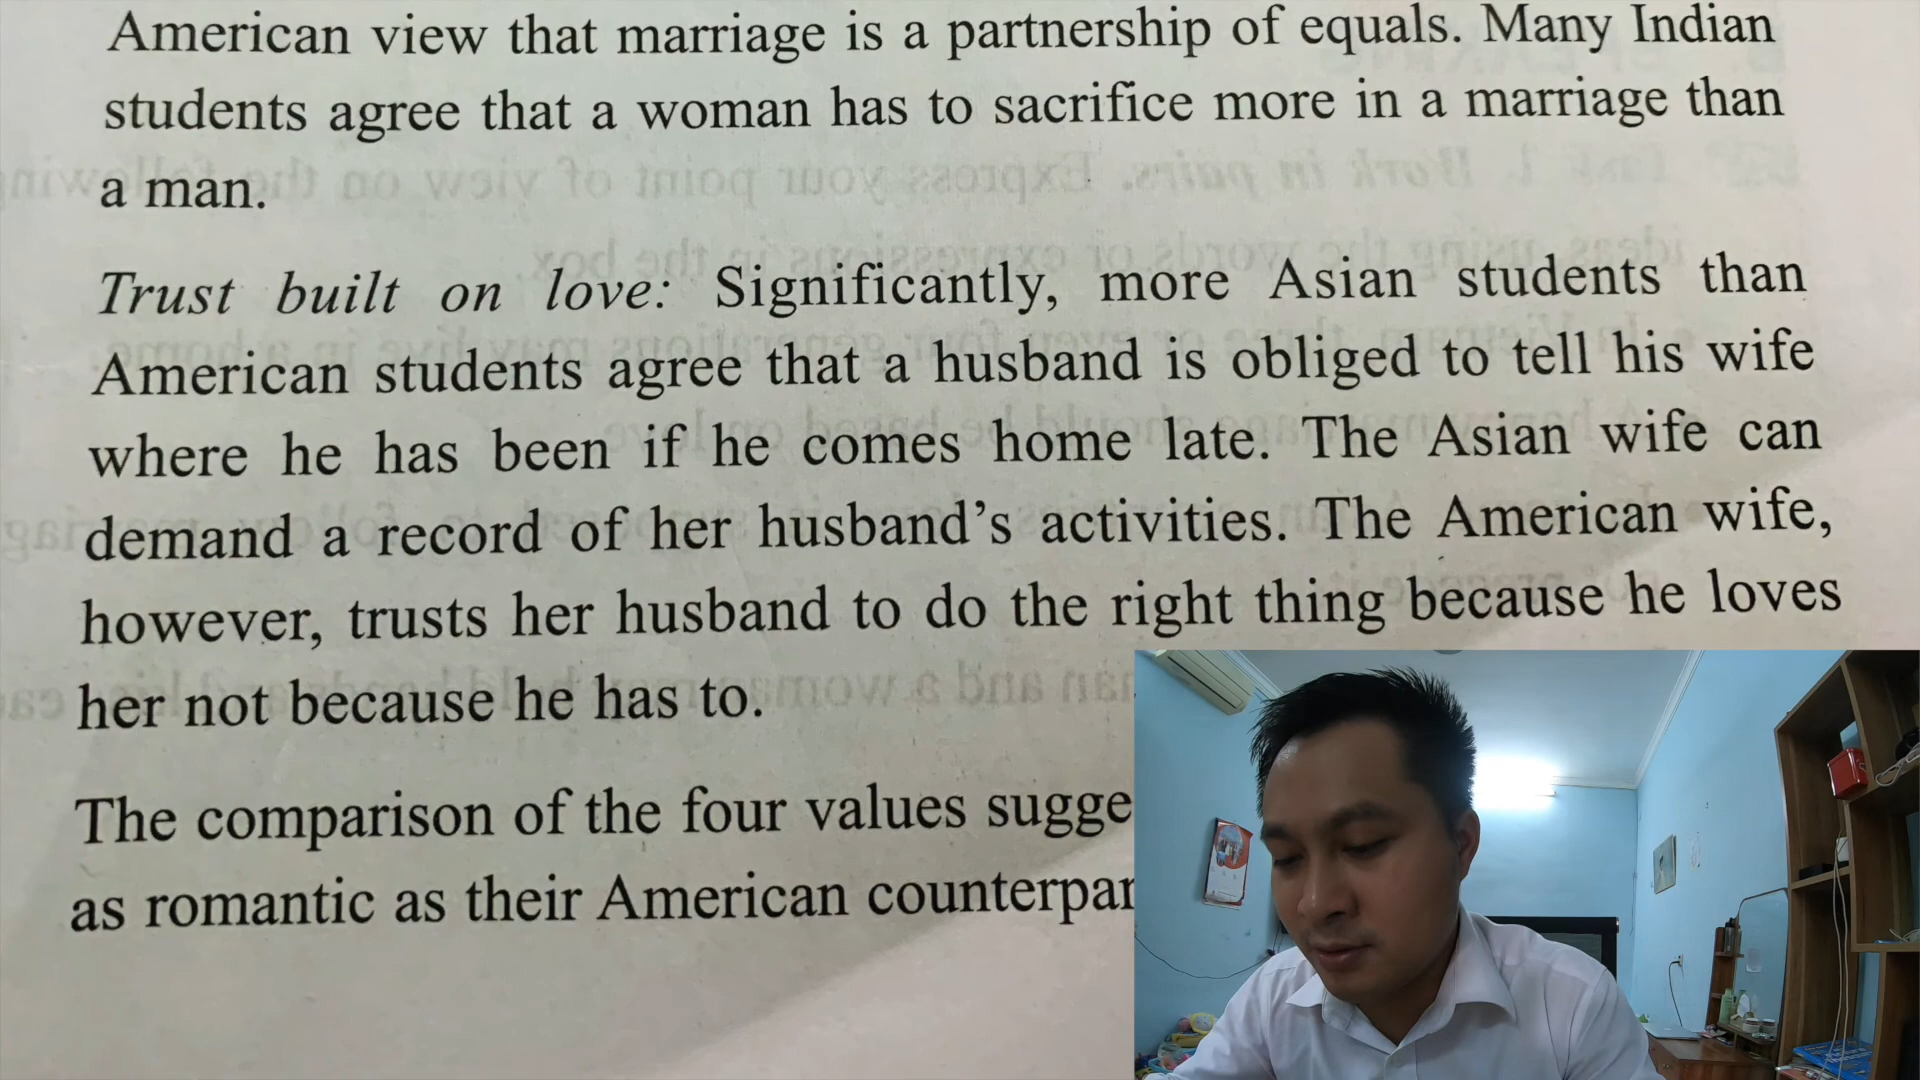 American view that marriage is a partnership of equals. Many Indian
students agree that a woman has to sacrifice more in a marriage than
a man.
Trust built on love: Significantly, more Asian students than
American students agree that a husband is obliged to tell his wife
where he has been if he comes home late. The Asian wife can
demand a record of her husband's activities. The American wife,
however, trusts her husband to do the right thing because he loves
her not because he has to.
The comparison of the four values
as romantic as their American